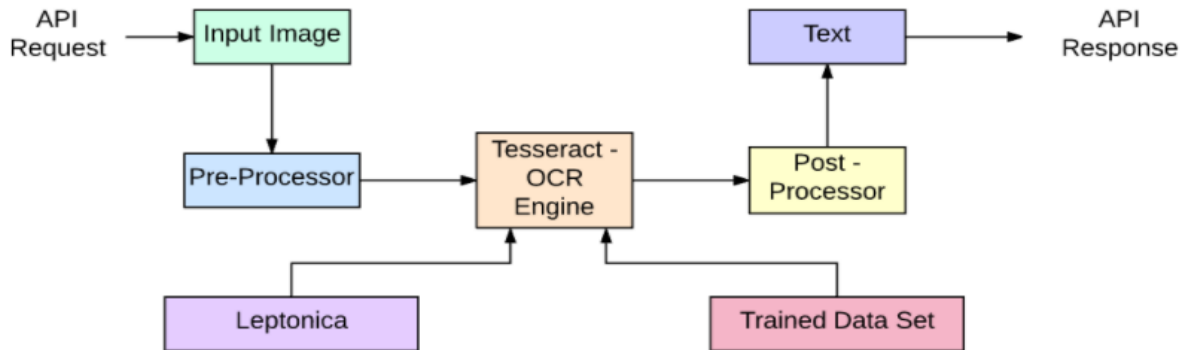 API
Request
Input Image
Text
API
Response
Pre-Processor
Tesseract -
OCR
Engine
Post -
Processor
Leptonica
Trained Data Set